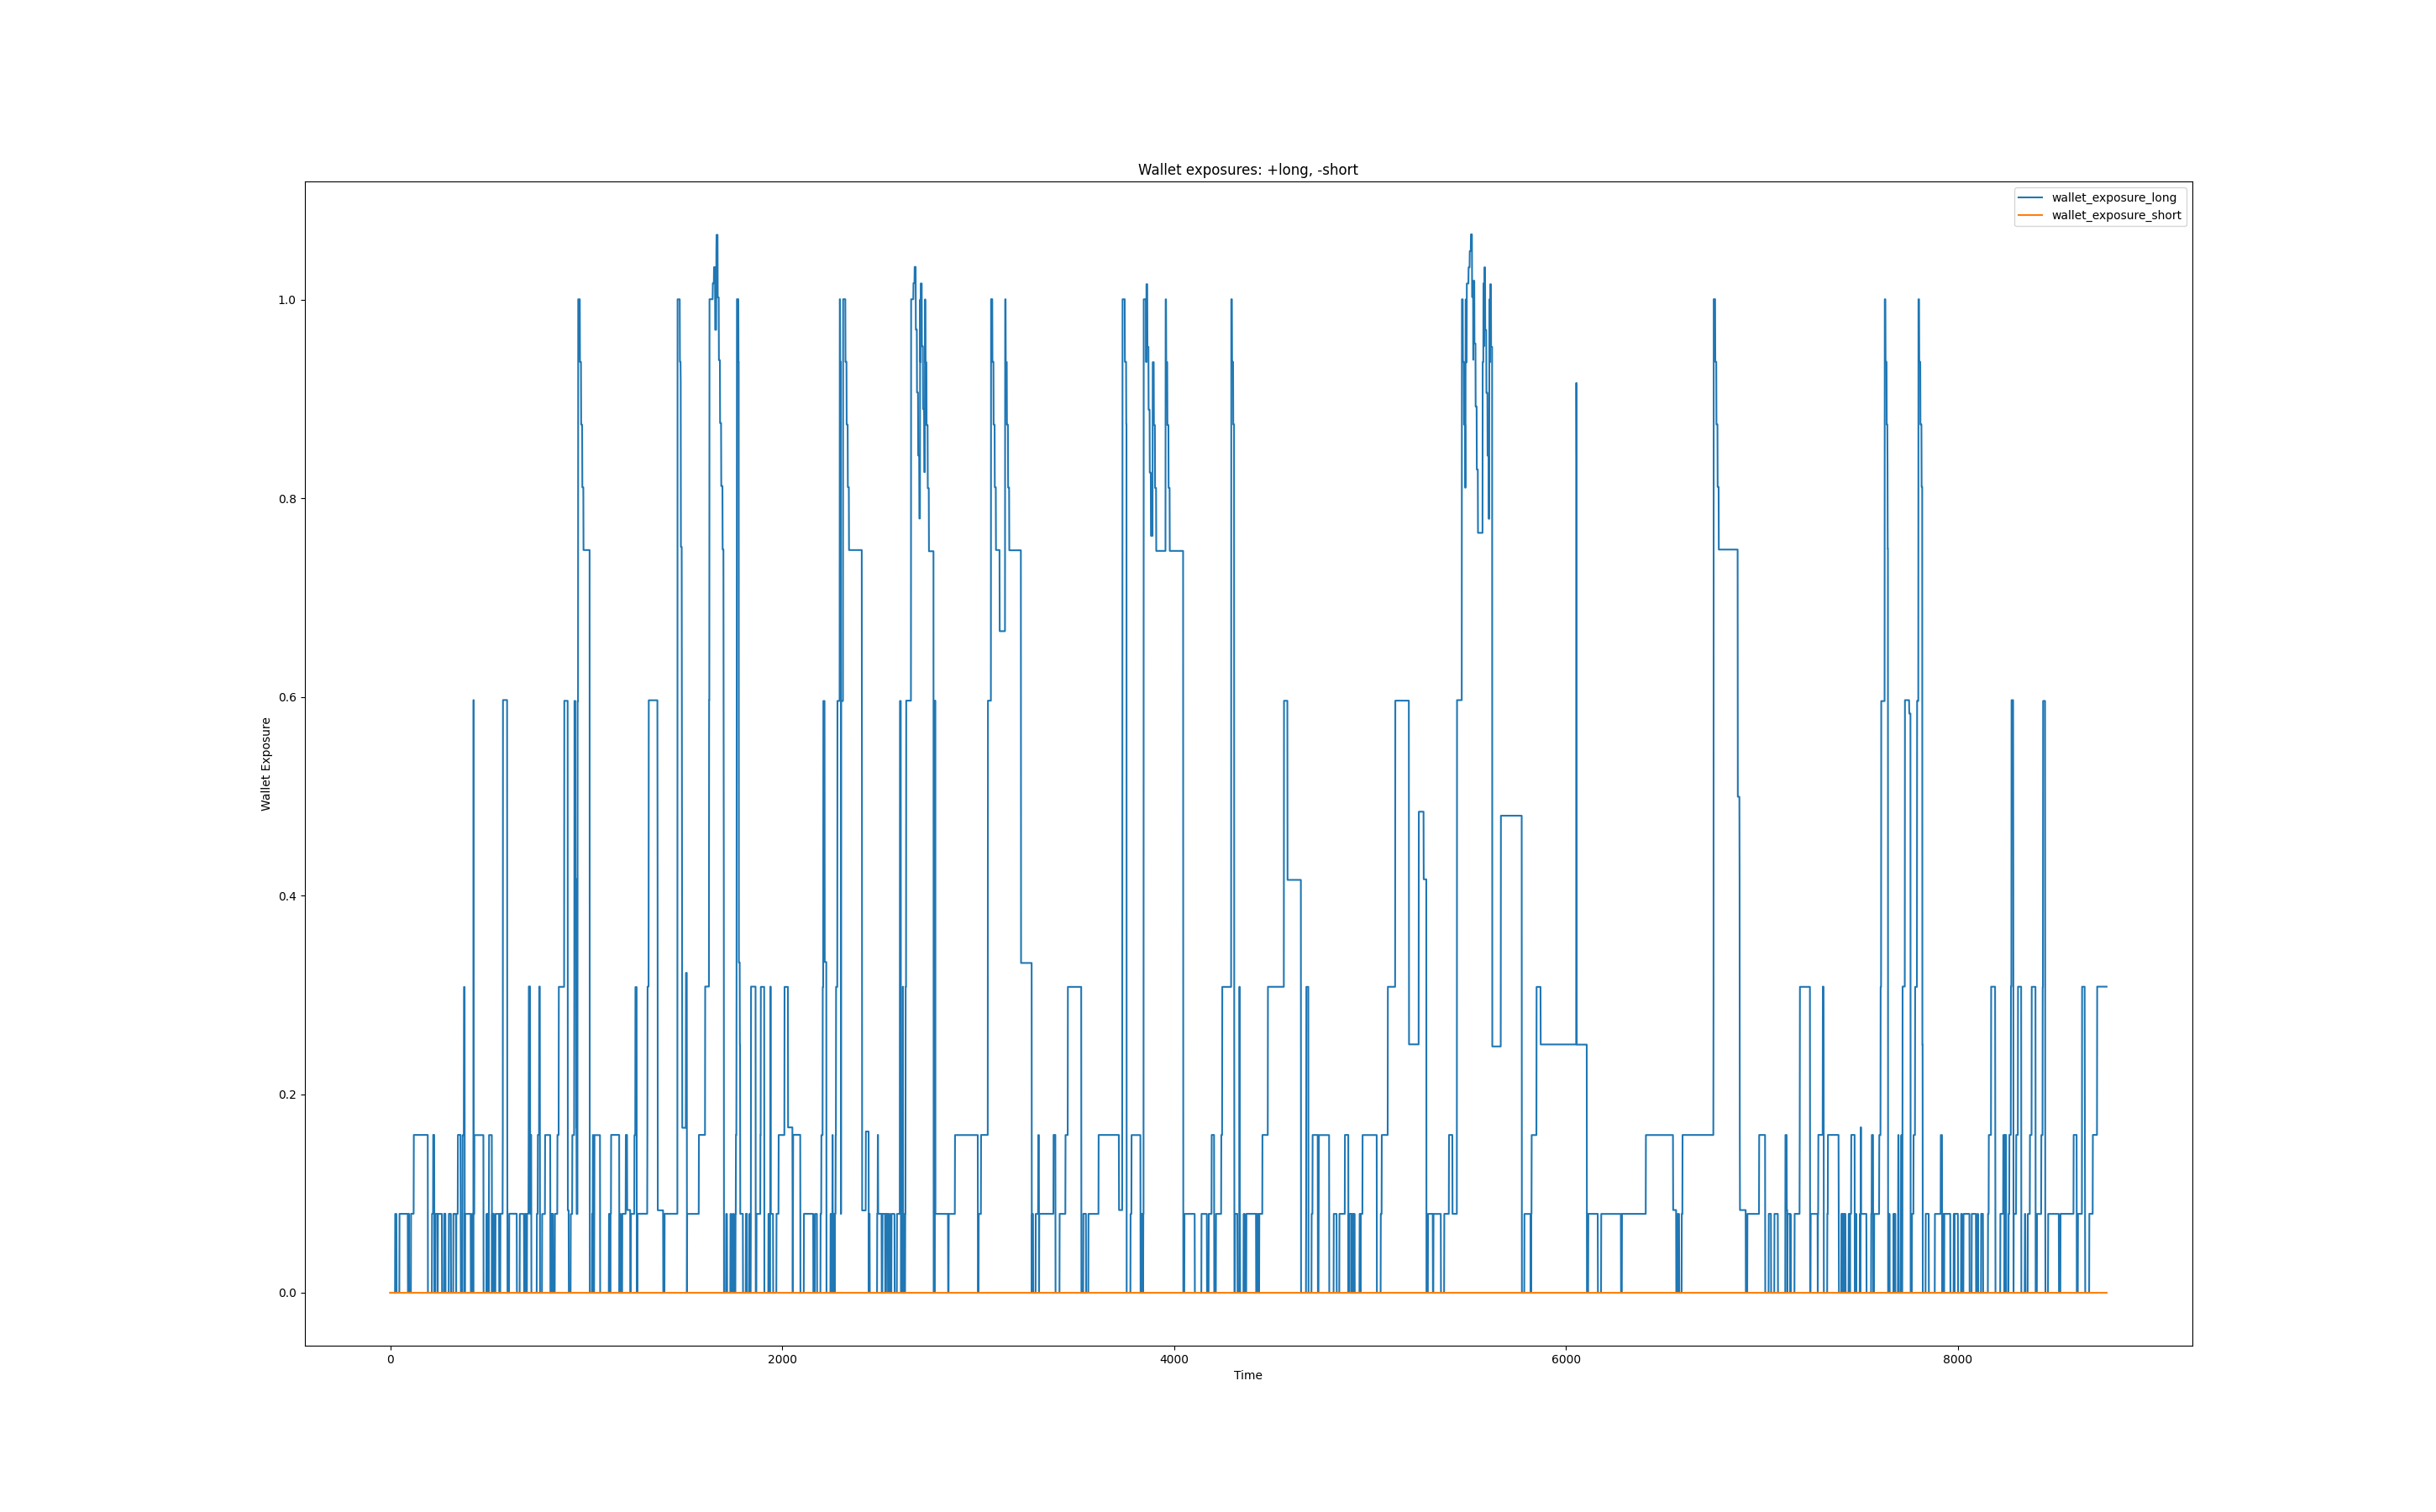 Wallet exposures: +long, -short
wallet_exposure_long
wallet_exposure_short
1.0
0.8
0.6
0.4
0.2
0.0
Wallet Exposure
0 2000 4000 6000 8000
Time